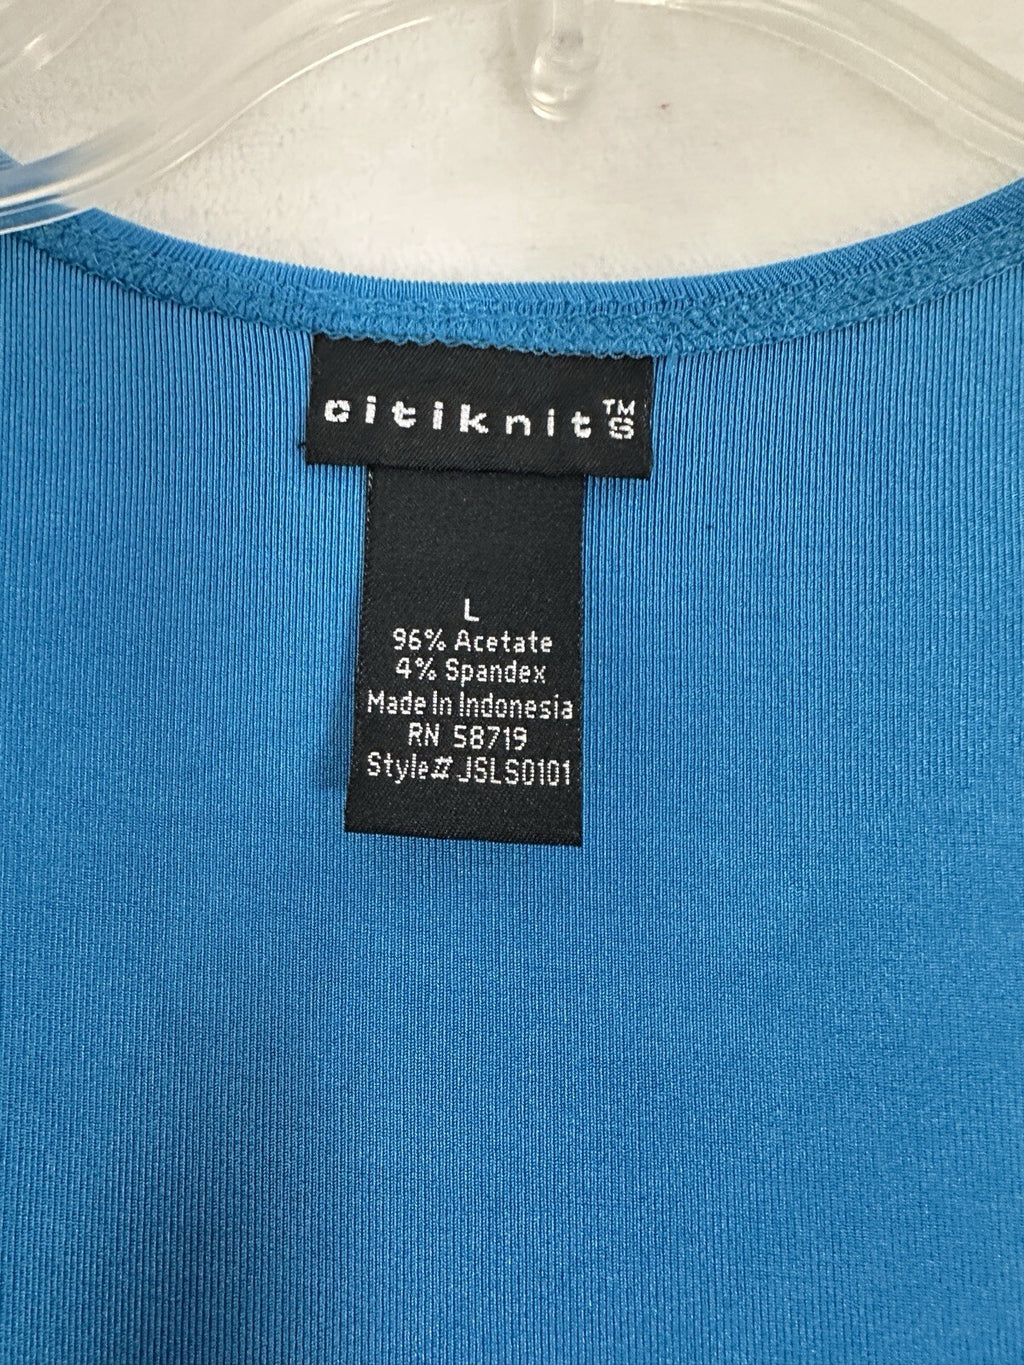 citiknits™
L
96% Acetate
4% Spandex
Made In Indonesia
RN 58719
Style# JSLS0101